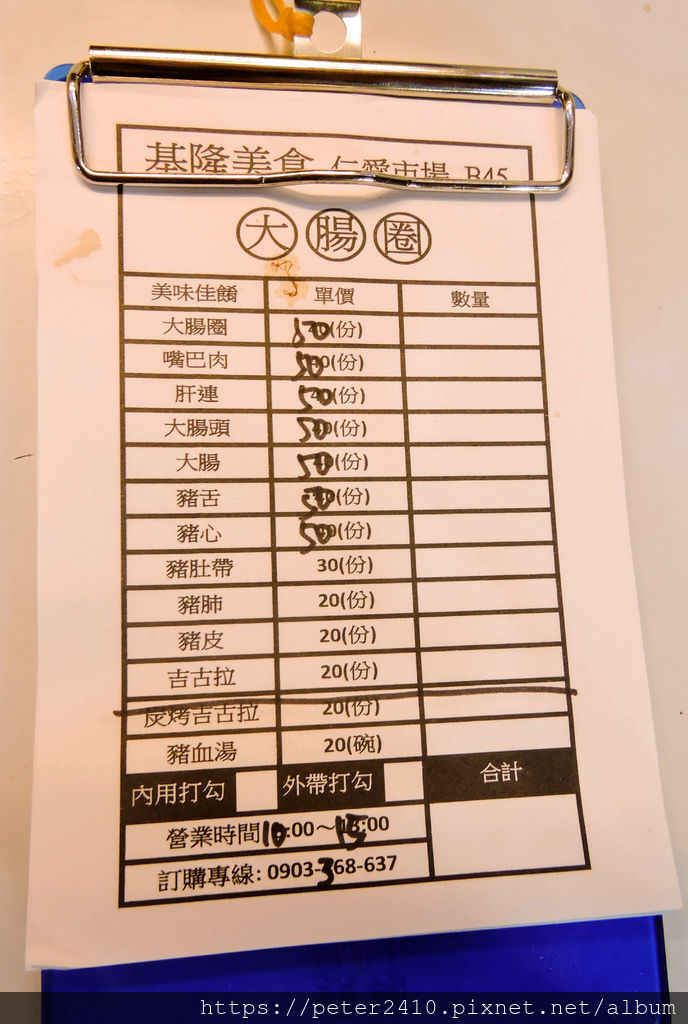 基隆美食 仁愛市場 B45
大腸圈
美味佳餚 單價 數量
大腸圈 50(份)
嘴巴肉 50(份)
肝連 50(份)
大腸頭 50(份)
大腸 50(份)
豬舌 50(份)
豬心 50(份)
豬肚帶 30(份)
豬肺 20(份)
豬皮 20(份)
吉古拉 20(份)
炭烤吉古拉 20(份)
豬血湯 20(碗)
內用打勾 外帶打勾 合計
營業時間10:00～15:00
訂購專線: 0903-368-637
https://peter2410.pixnet.net/album